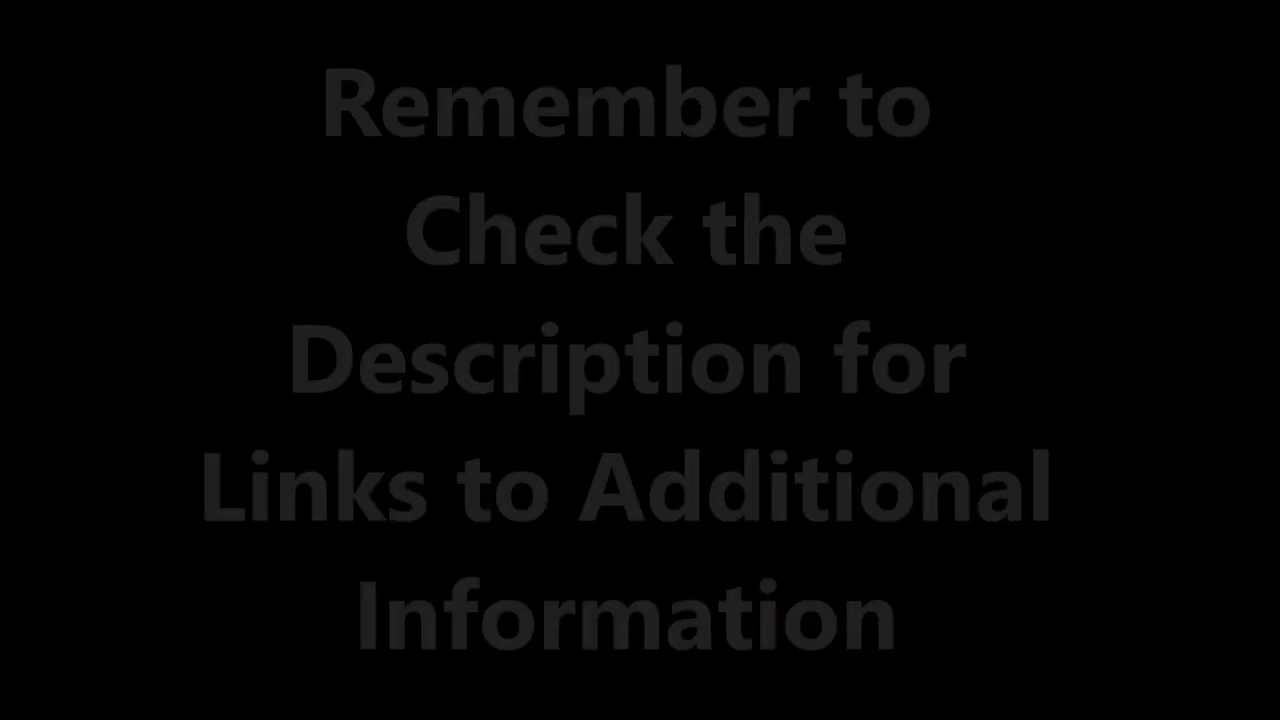 Remember to
Check the
Description for
Links to Additional
Information